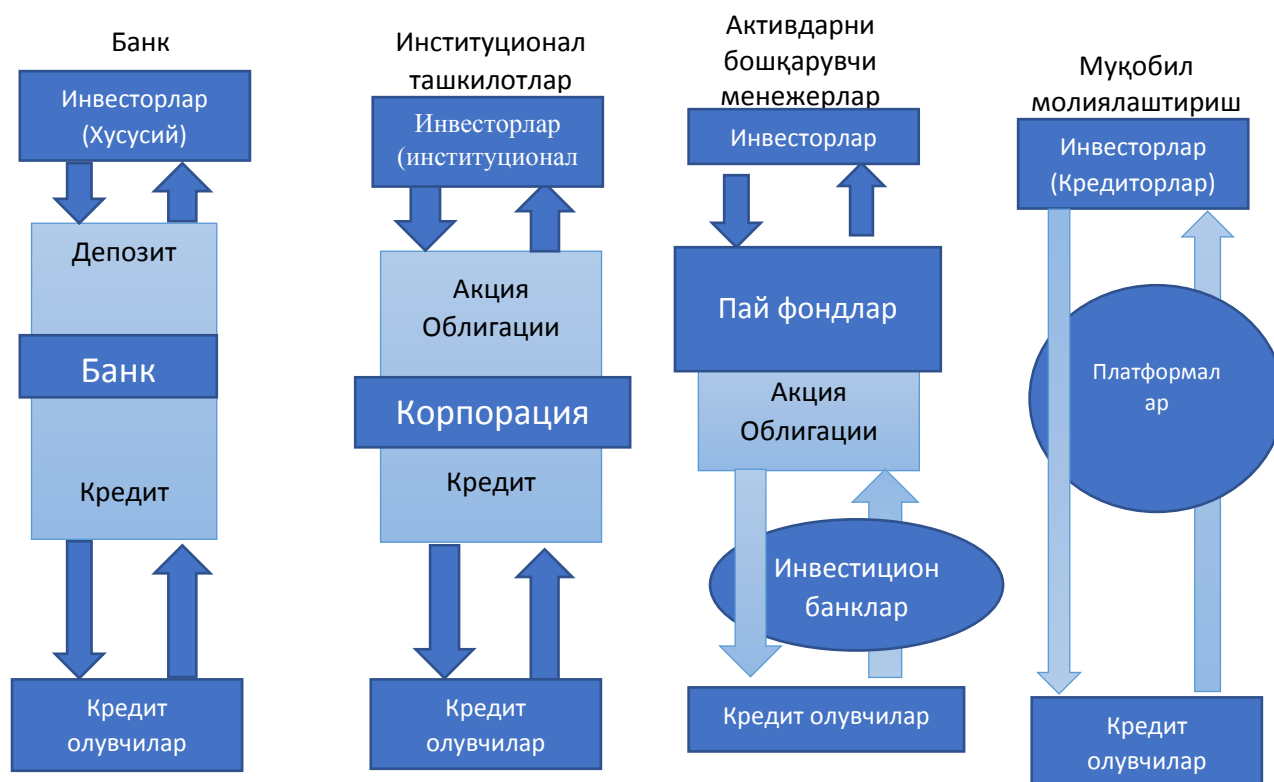 Банк
Инвесторлар
(Хусусий)
Депозит
Банк
Кредит
Кредит
олувчилар
Институционал
ташкилотлар
Инвесторлар
(институционал
Акция
Облигации
Корпорация
Кредит
Кредит
олувчилар
Активдарни
бошқарувчи
менежерлар
Инвесторлар
Пай фондлар
Акция
Облигации
Инвестицион
банклар
Кредит олувчилар
Муқобил
молиялаштириш
Инвесторлар
(Кредиторлар)
Платформал
ар
Кредит
олувчилар